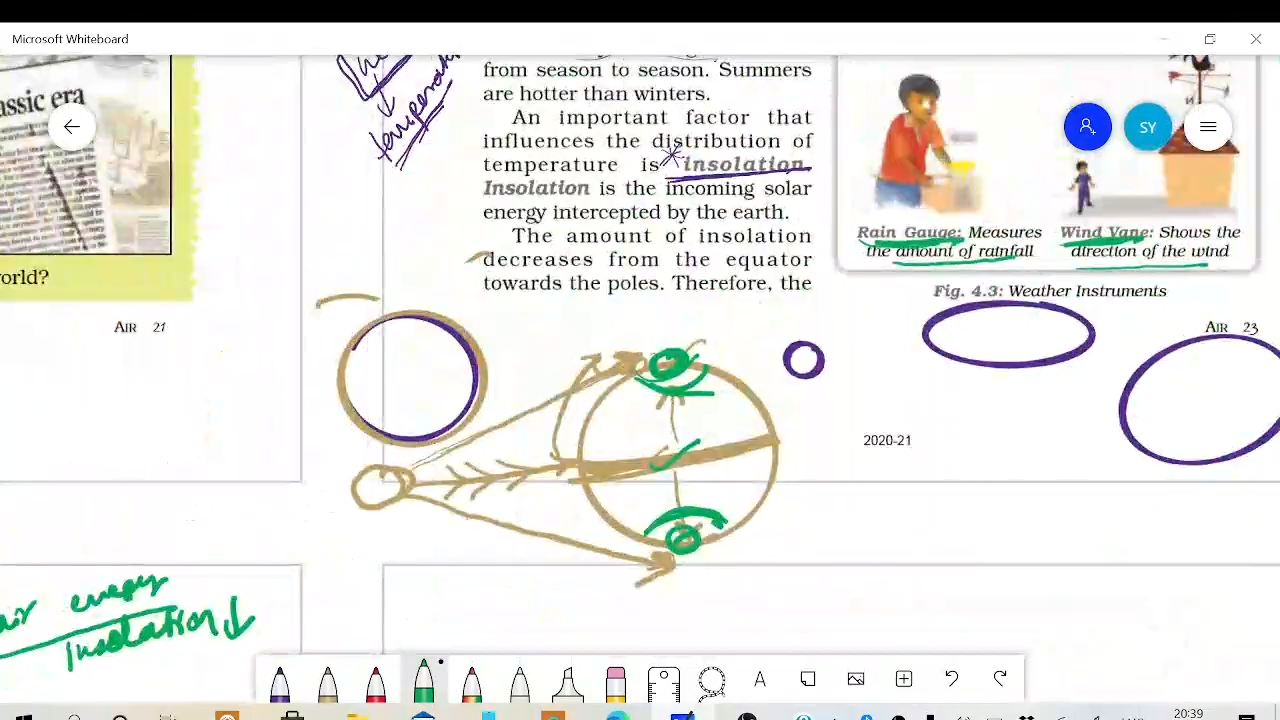 Microsoft Whiteboard
assic era
orld?
AIR 21
temperatu
from season to season. Summers
are hotter than winters.
An important factor that
influences the distribution of
temperature is insolation.
Insolation is the incoming solar
energy intercepted by the earth.
The amount of insolation
decreases from the equator
towards the poles. Therefore, the
SY
Rain Gauge: Measures
the amount of rainfall
Wind Vane: Shows the
direction of the wind
Fig. 4.3: Weather Instruments
AIR 23
2020-21
energy
Insolation
A
20:39